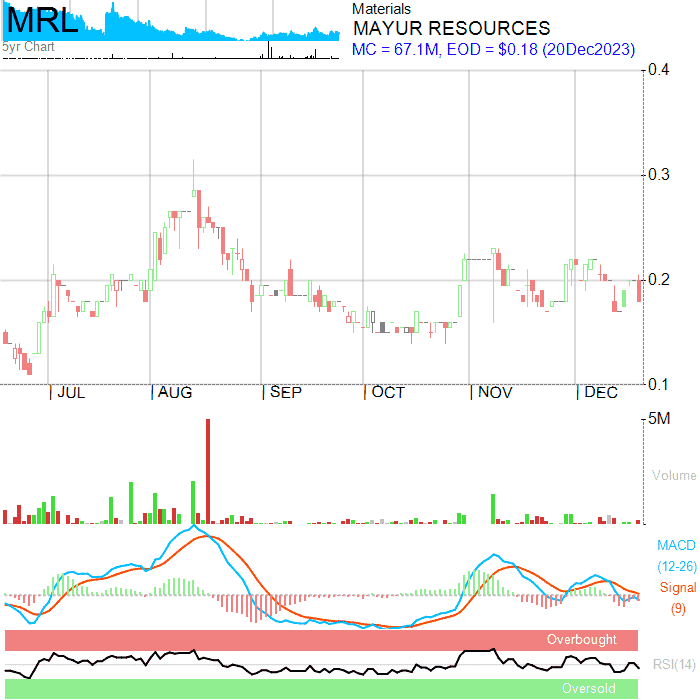 MRL
5yr Chart
Materials
MAYUR RESOURCES
MC = 67.1M, EOD = $0.18 (20Dec2023)
0.4
0.3
0.2
0.1
JUL AUG SEP OCT NOV DEC
5M
Volume
MACD
(12-26)
Signal
(9)
Overbought
RSI(14)
Oversold